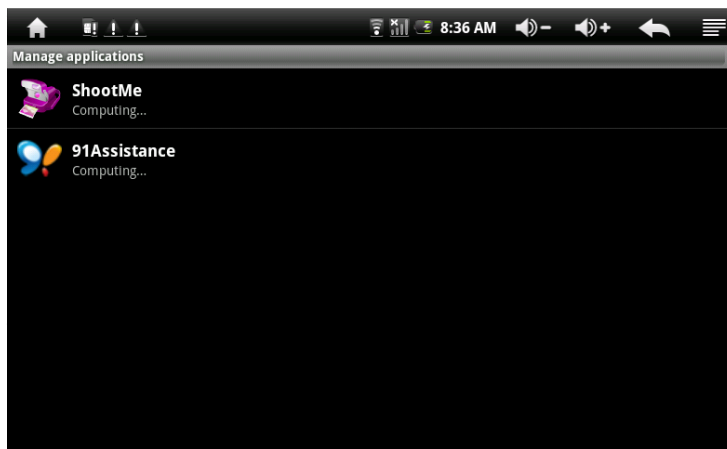 8:36 AM
Manage applications
ShootMe
Computing...
91Assistance
Computing...